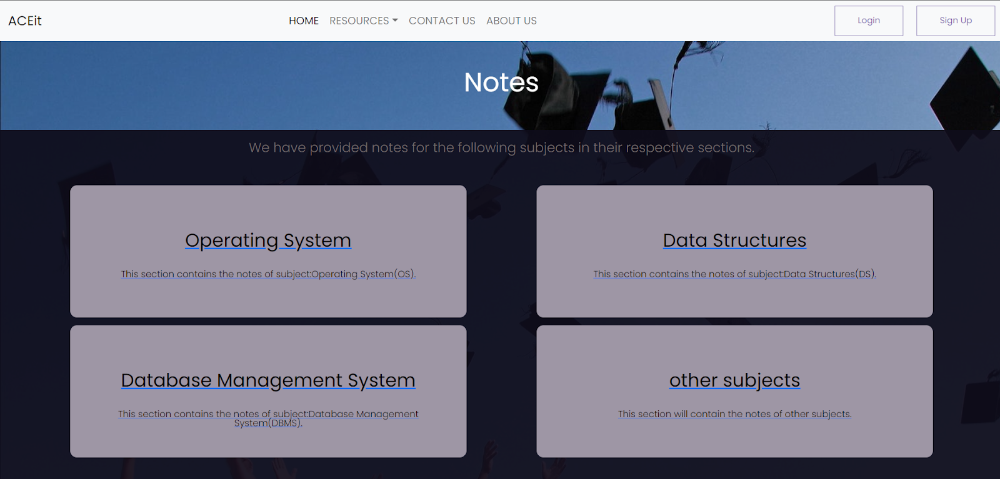 ACEit
HOME
RESOURCES
CONTACT US
ABOUT US
Login
Sign Up
Notes
We have provided notes for the following subjects in their respective sections.
Operating System
This section contains the notes of subject:Operating System(OS).
Data Structures
This section contains the notes of subject:Data Structures(DS).
Database Management System
This section contains the notes of subject:Database Management
System(DBMS).
other subjects
This section will contain the notes of other subjects.